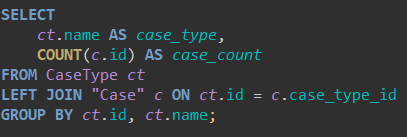 SELECT
ct.name AS case_type,
COUNT(c.id) AS case_count
FROM CaseType ct
LEFT JOIN "Case" c ON ct.id = c.case_type_id
GROUP BY ct.id, ct.name;